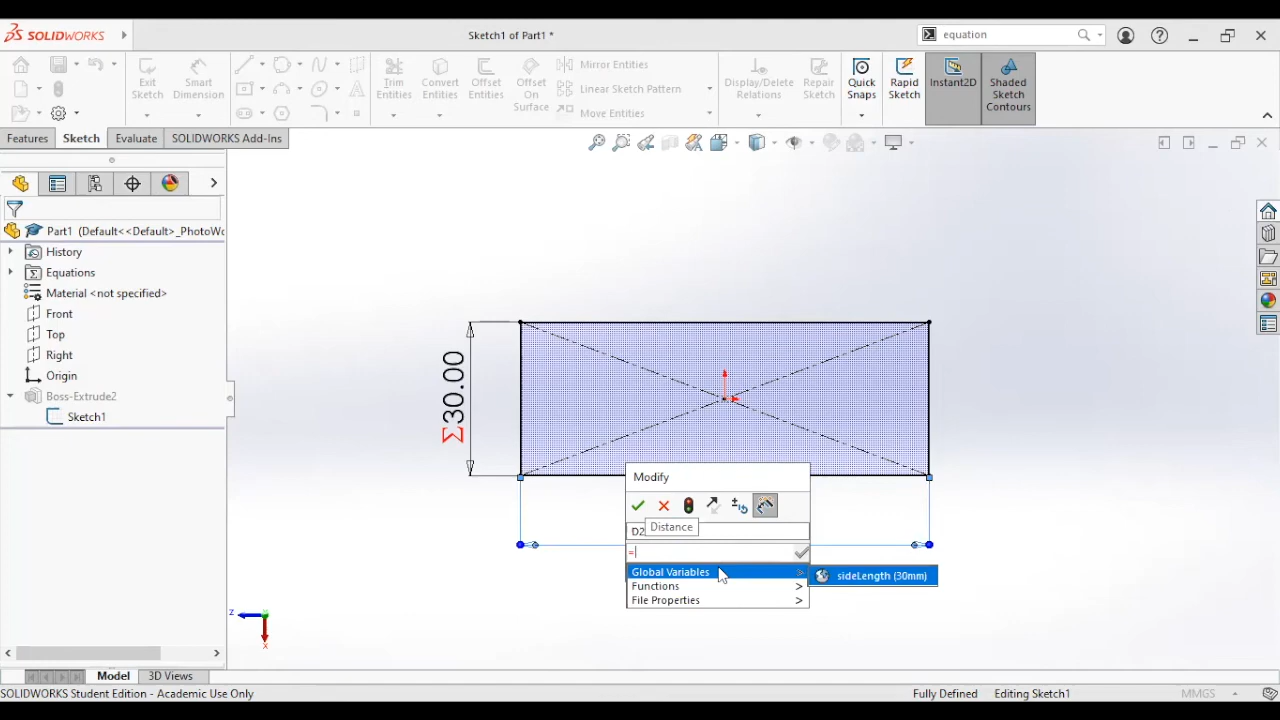 SOLIDWORKS
Sketch1 of Part1 *
equation
Exit Sketch
Smart Dimension
Trim Entities
Convert Entities
Offset Entities
Offset On Surface
Mirror Entities
Linear Sketch Pattern
Move Entities
Display/Delete Relations
Repair Sketch
Quick Snaps
Rapid Sketch
Instant2D
Shaded Sketch Contours
Features
Sketch
Evaluate
SOLIDWORKS Add-Ins
Part1 (Default<<Default>_PhotoWo
History
Equations
Material <not specified>
Front
Top
Right
Origin
Boss-Extrude2
Sketch1
Σ30.00
Modify
D2
Distance
=
Global Variables >
sideLength (30mm)
Functions >
File Properties >
z
x
Model
3D Views
SOLIDWORKS Student Edition - Academic Use Only
Fully Defined
Editing Sketch1
MMGS